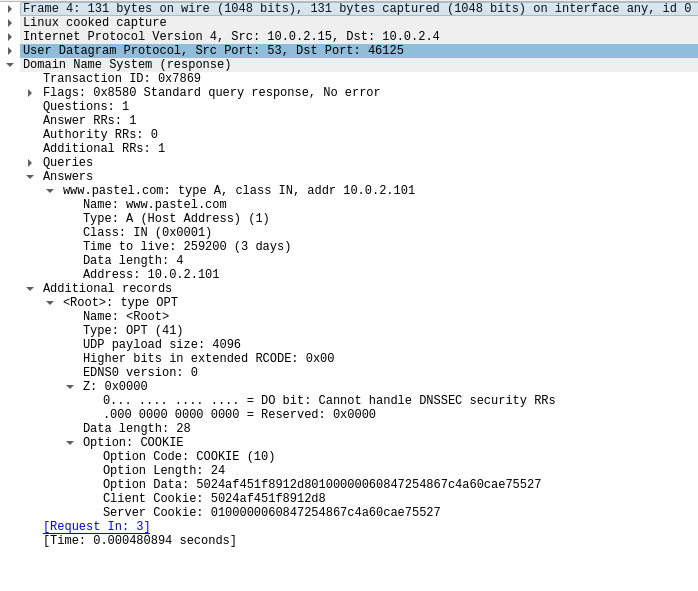 Frame 4: 131 bytes on wire (1048 bits), 131 bytes captured (1048 bits) on interface any, id 0
Linux cooked capture
Internet Protocol Version 4, Src: 10.0.2.15, Dst: 10.0.2.4
User Datagram Protocol, Src Port: 53, Dst Port: 46125
Domain Name System (response)
Transaction ID: 0x7869
Flags: 0x8580 Standard query response, No error
Questions: 1
Answer RRs: 1
Authority RRs: 0
Additional RRs: 1
Queries
Answers
www.pastel.com: type A, class IN, addr 10.0.2.101
Name: www.pastel.com
Type: A (Host Address) (1)
Class: IN (0x0001)
Time to live: 259200 (3 days)
Data length: 4
Address: 10.0.2.101
Additional records
<Root>: type OPT
Name: <Root>
Type: OPT (41)
UDP payload size: 4096
Higher bits in extended RCODE: 0x00
EDNS0 version: 0
Z: 0x0000
0... .... .... .... = DO bit: Cannot handle DNSSEC security RRs
.000 0000 0000 0000 = Reserved: 0x0000
Data length: 28
Option: COOKIE
Option Code: COOKIE (10)
Option Length: 24
Option Data: 5024af451f8912d80100000060847254867c4a60cae75527
Client Cookie: 5024af451f8912d8
Server Cookie: 0100000060847254867c4a60cae75527
[Request In: 3]
[Time: 0.000480894 seconds]